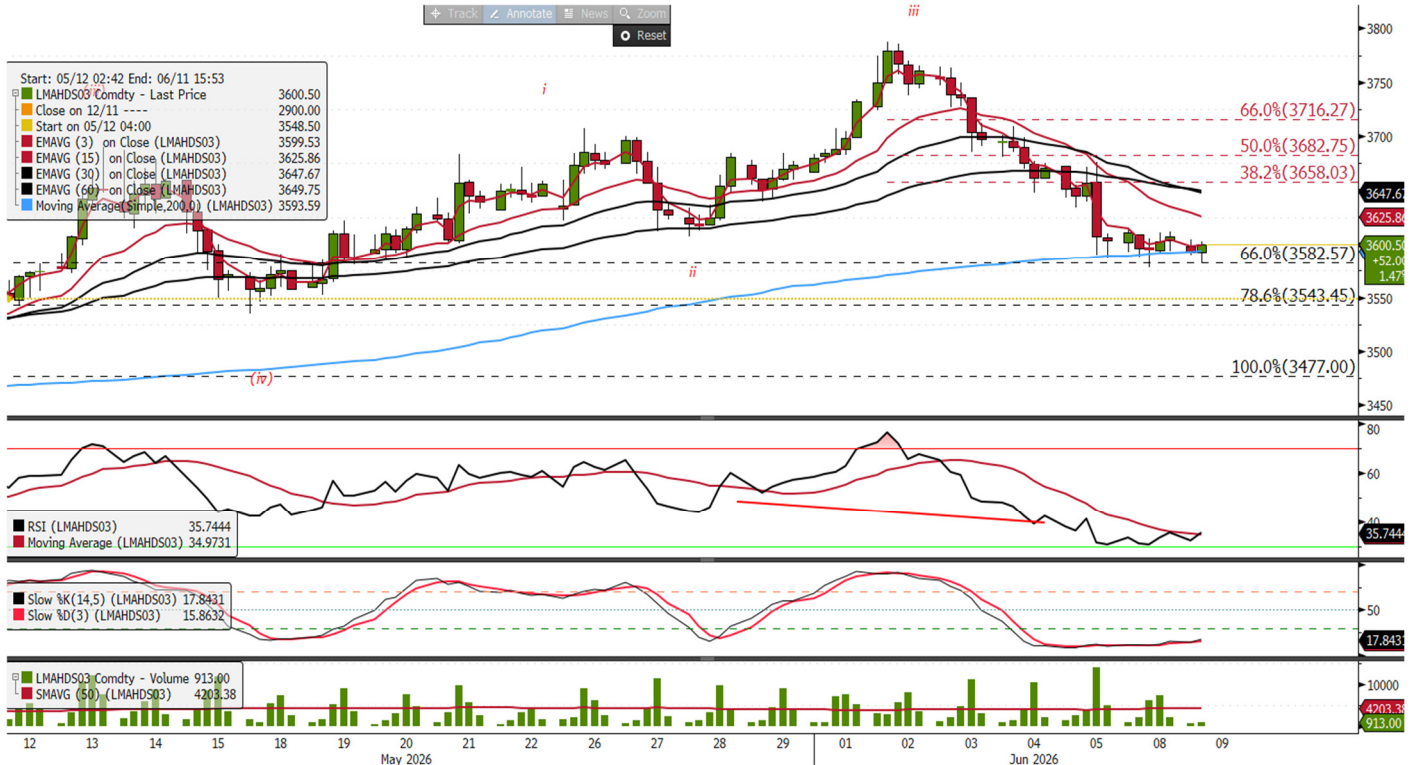 Track Annotate News Zoom
Reset
iii
i
ii
(iv)
Start: 05/12 02:42 End: 06/11 15:53
LMAHDS03 Comdty - Last Price 3600.50
Close on 12/11 ---- 2900.00
Start on 05/12 04:00 3548.50
EMAVG (3) on Close (LMAHDS03) 3599.53
EMAVG (15) on Close (LMAHDS03) 3625.86
EMAVG (30) on Close (LMAHDS03) 3647.67
EMAVG (60) on Close (LMAHDS03) 3649.75
Moving Average(Simple,200,0) (LMAHDS03) 3593.59
66.0%(3716.27)
50.0%(3682.75)
38.2%(3658.03)
66.0%(3582.57)
78.6%(3543.45)
100.0%(3477.00)
3800
3750
3700
3647.67
3625.86
3600.50
+52.00
1.47%
3550
3500
3450
RSI (LMAHDS03) 35.7444
Moving Average (LMAHDS03) 34.9731
80
60
40
35.7444
Slow %K(14,5) (LMAHDS03) 17.8431
Slow %D(3) (LMAHDS03) 15.8632
50
17.8431
LMAHDS03 Comdty - Volume 913.00
SMAVG (50) (LMAHDS03) 4203.38
10000
4203.38
913.00
12 13 14 15 18 19 20 21 22 26 27 28 29 01 02 03 04 05 08 09
May 2026 Jun 2026